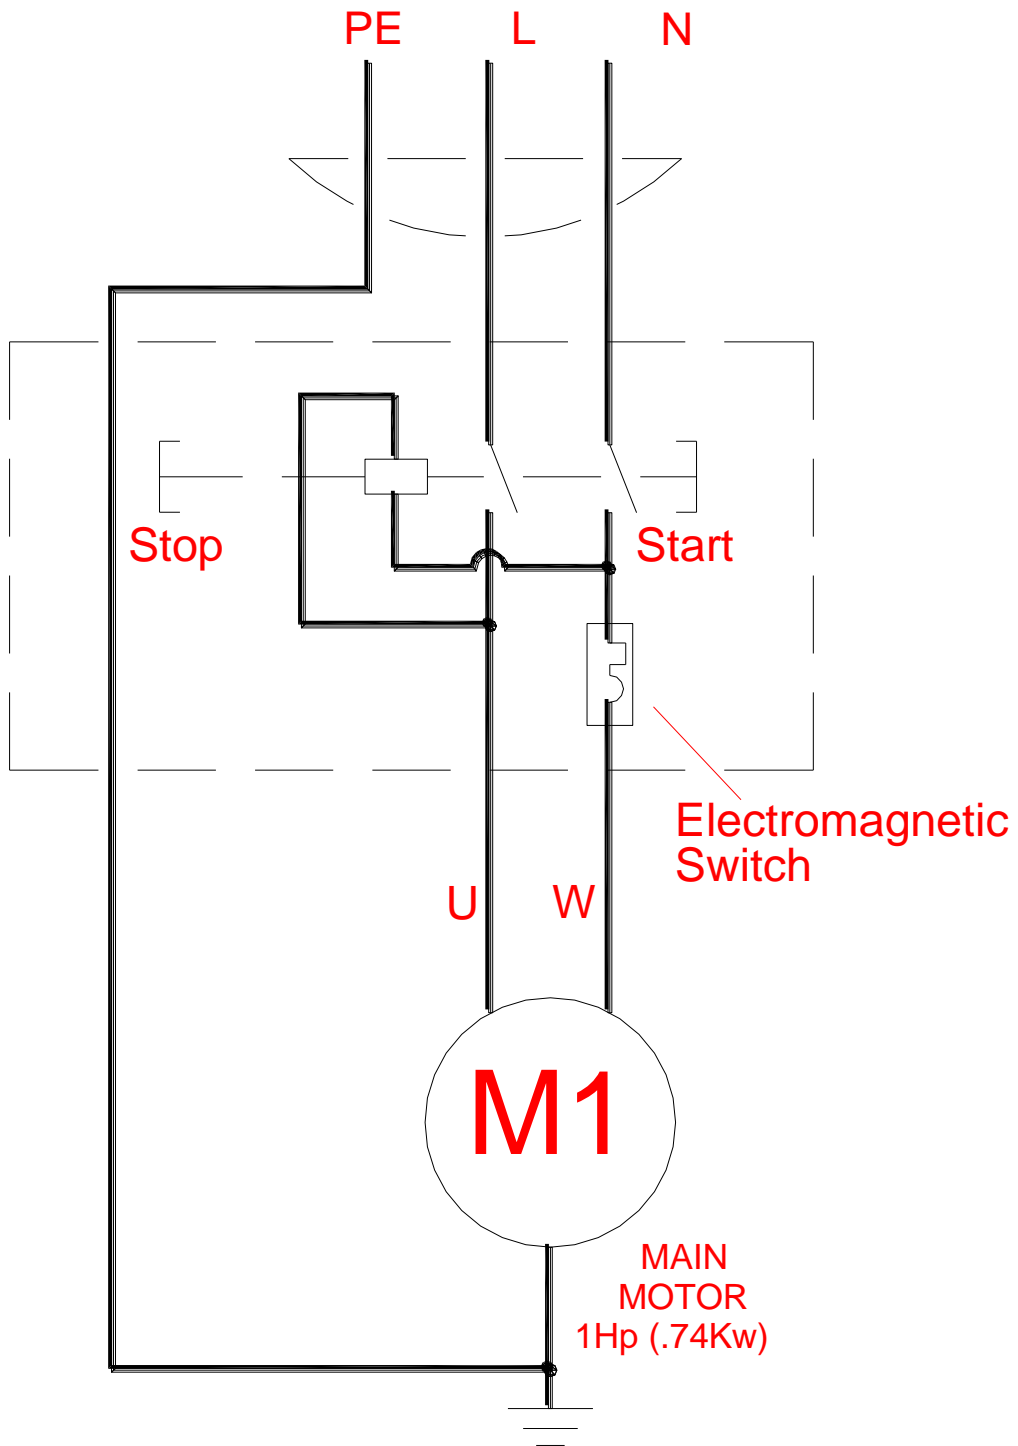 PE L N
Stop Start
Electromagnetic
Switch
U W
M1
MAIN
MOTOR
1Hp (.74Kw)